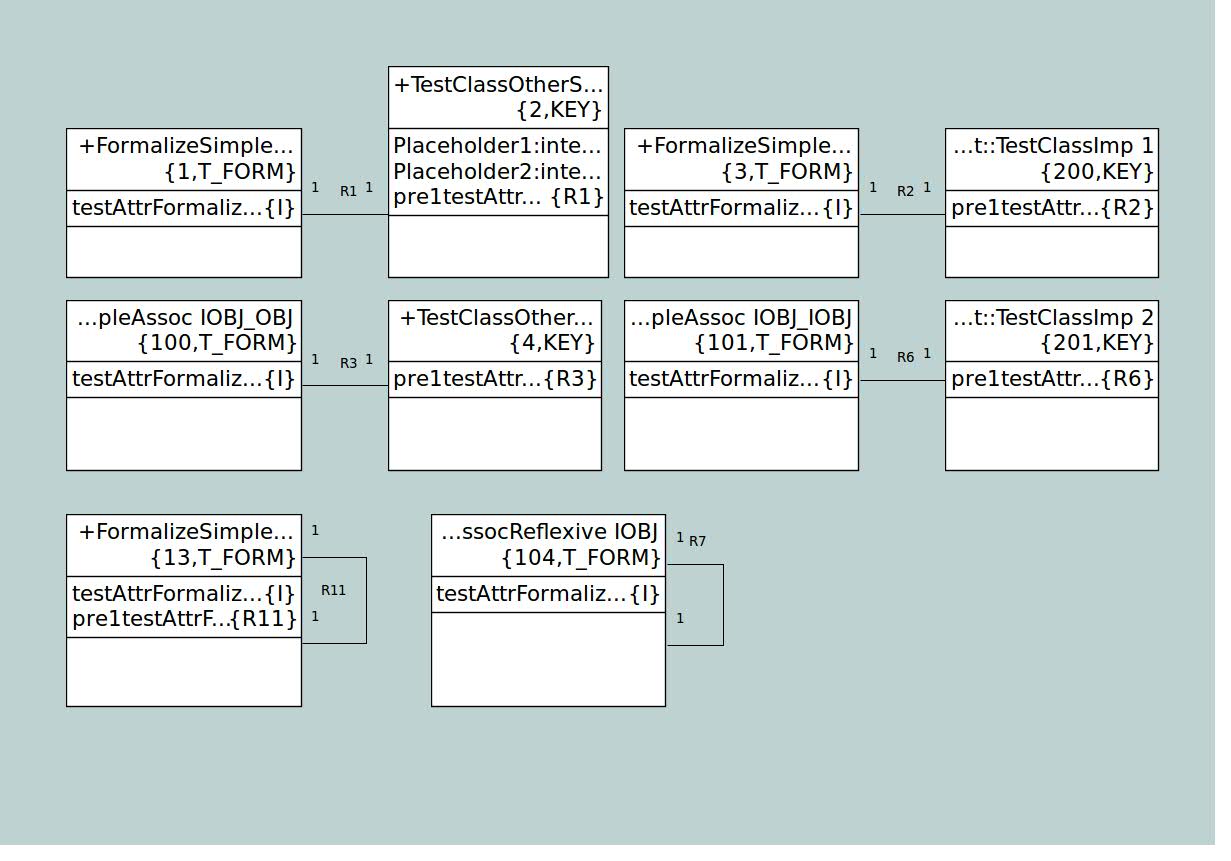 +TestClassOtherS...
{2,KEY}
Placeholder1:inte...
Placeholder2:inte...
pre1testAttr... {R1}
+FormalizeSimple...
{1,T_FORM}
testAttrFormaliz...{I}
1 R1 1
+FormalizeSimple...
{3,T_FORM}
testAttrFormaliz...{I}
1 R2 1
...t::TestClassImp 1
{200,KEY}
pre1testAttr...{R2}
...pleAssoc IOBJ_OBJ
{100,T_FORM}
testAttrFormaliz...{I}
1 R3 1
+TestClassOther...
{4,KEY}
pre1testAttr...{R3}
...pleAssoc IOBJ_IOBJ
{101,T_FORM}
testAttrFormaliz...{I}
1 R6 1
...t::TestClassImp 2
{201,KEY}
pre1testAttr...{R6}
+FormalizeSimple...
{13,T_FORM}
testAttrFormaliz...{I}
pre1testAttrF...{R11}
1
R11
1
...ssocReflexive IOBJ
{104,T_FORM}
testAttrFormaliz...{I}
1 R7
1